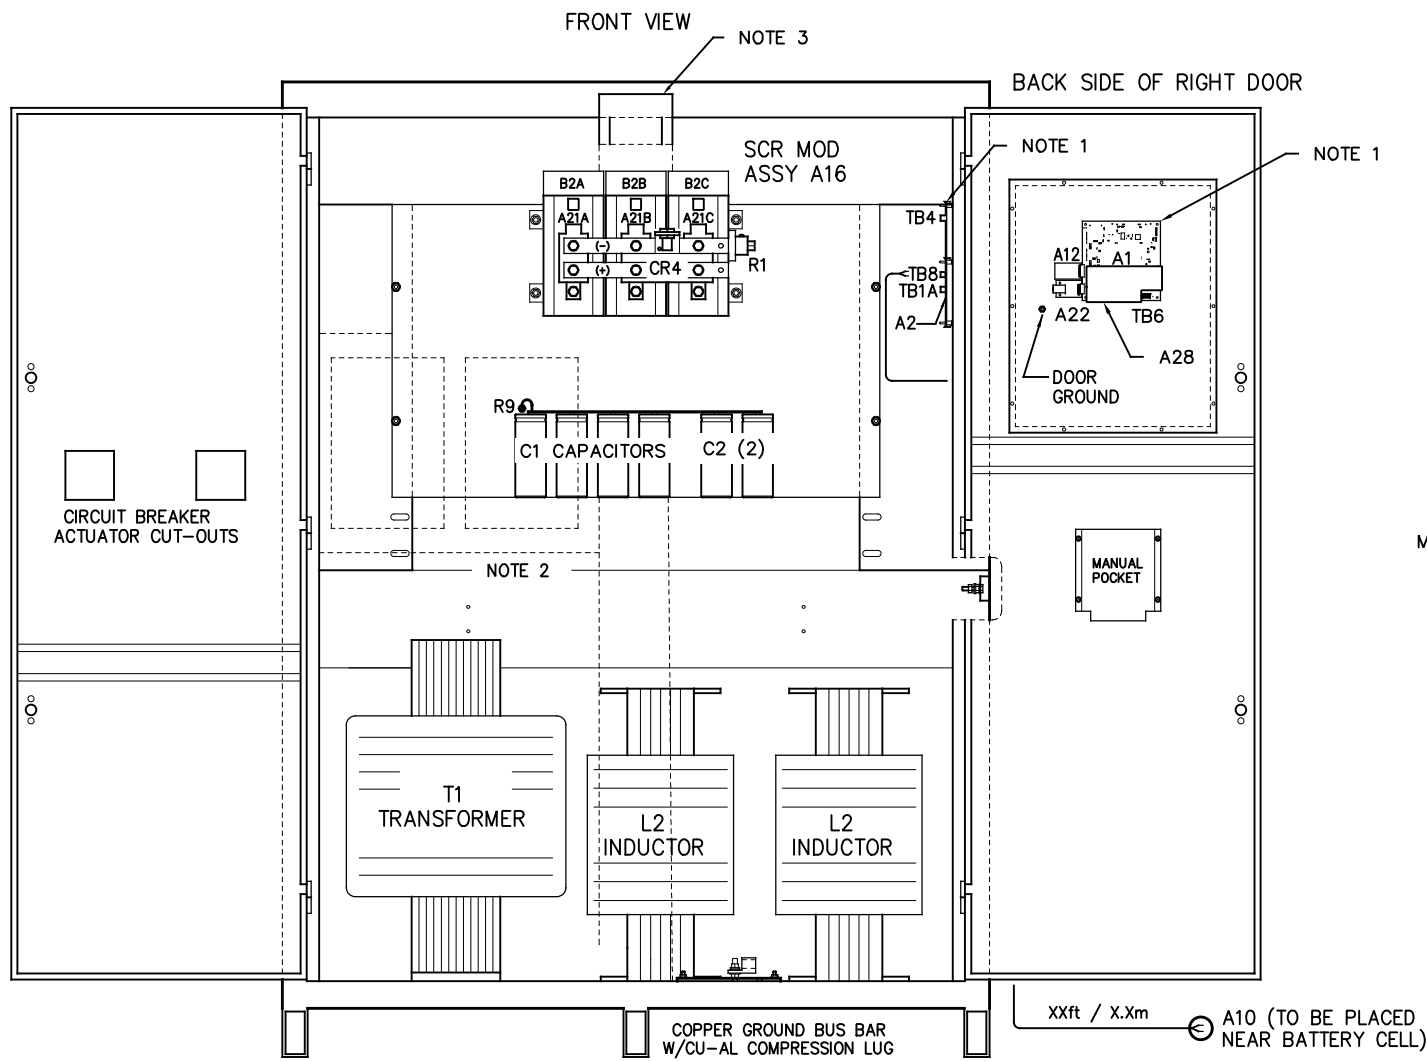 FRONT VIEW
NOTE 3
BACK SIDE OF RIGHT DOOR
SCR MOD
ASSY A16
NOTE 1
NOTE 1
B2A B2B B2C
A21A A21B A21C
TB4
(-)
(+) CR4
R1
A12 A1
TB8
TB1A
A2
A22 TB6
A28
DOOR
GROUND
R9
C1 CAPACITORS C2 (2)
CIRCUIT BREAKER
ACTUATOR CUT-OUTS
M
NOTE 2
MANUAL
POCKET
T1
TRANSFORMER
L2
INDUCTOR
L2
INDUCTOR
XXft / X.Xm
A10 (TO BE PLACED
NEAR BATTERY CELL)
COPPER GROUND BUS BAR
W/CU-AL COMPRESSION LUG